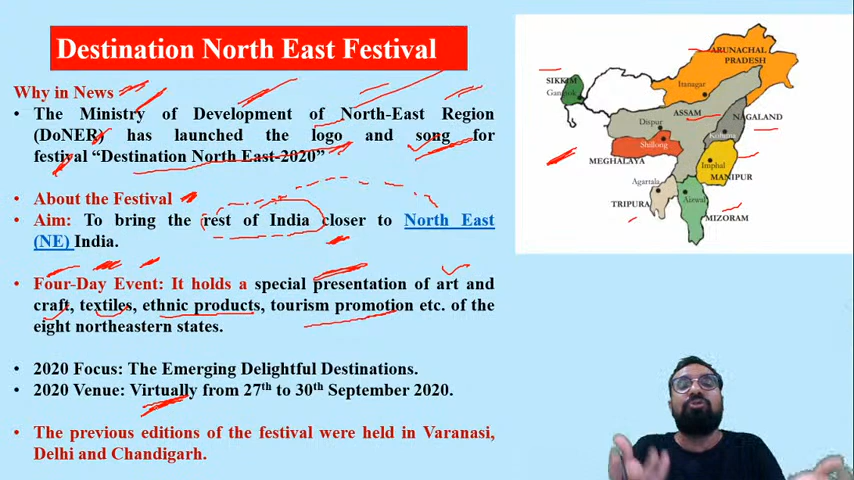 Destination North East Festival
Why in News
• The Ministry of Development of North-East Region
(DoNER) has launched the logo and song for
festival “Destination North East-2020”
• About the Festival
• Aim: To bring the rest of India closer to North East
(NE) India.
• Four-Day Event: It holds a special presentation of art and
craft, textiles, ethnic products, tourism promotion etc. of the
eight northeastern states.
• 2020 Focus: The Emerging Delightful Destinations.
• 2020 Venue: Virtually from 27th to 30th September 2020.
• The previous editions of the festival were held in Varanasi,
Delhi and Chandigarh.
ARUNACHAL
PRADESH
SIKKIM
Gangtok
Itanagar
ASSAM
NAGALAND
Dispur
Kohima
Shillong
MEGHALAYA
Imphal
MANIPUR
Agartala
Aizwal
TRIPURA
MIZORAM